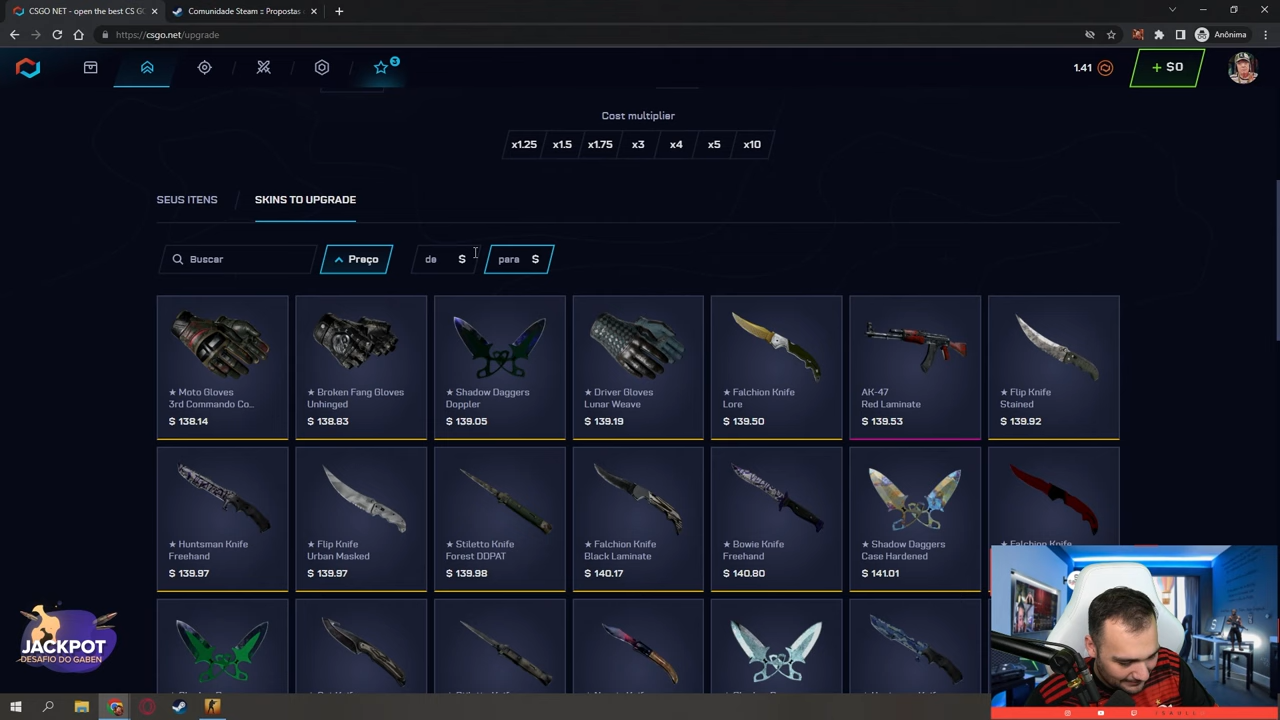 CSGO NET - open the best CS G
Comunidade Steam :: Propostas
https://csgo.net/upgrade
Anônima
3
1.41
+ $0
Cost multiplier
x1.25 x1.5 x1.75 x3 x4 x5 x10
SEUS ITENS
SKINS TO UPGRADE
Buscar
Preço
de $
para $
★ Moto Gloves
3rd Commando Co...
$ 138.14
★ Broken Fang Gloves
Unhinged
$ 138.83
★ Shadow Daggers
Doppler
$ 139.05
★ Driver Gloves
Lunar Weave
$ 139.19
★ Falchion Knife
Lore
$ 139.50
AK-47
Red Laminate
$ 139.53
★ Flip Knife
Stained
$ 139.92
★ Huntsman Knife
Freehand
$ 139.97
★ Flip Knife
Urban Masked
$ 139.97
★ Stiletto Knife
Forest DDPAT
$ 139.98
★ Falchion Knife
Black Laminate
$ 140.17
★ Bowie Knife
Freehand
$ 140.80
★ Shadow Daggers
Case Hardened
$ 141.01
★ Falchion Knife
JACKPOT
DESAFIO DO GABEN